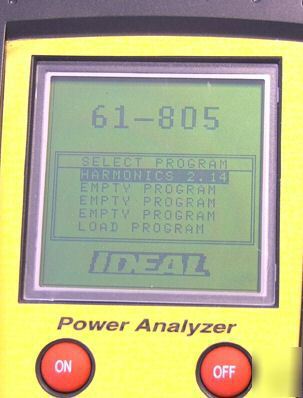 61-805
SELECT PROGRAM
HARMONICS 2.14
EMPTY PROGRAM
EMPTY PROGRAM
EMPTY PROGRAM
LOAD PROGRAM
IDEAL
Power Analyzer
ON
OFF